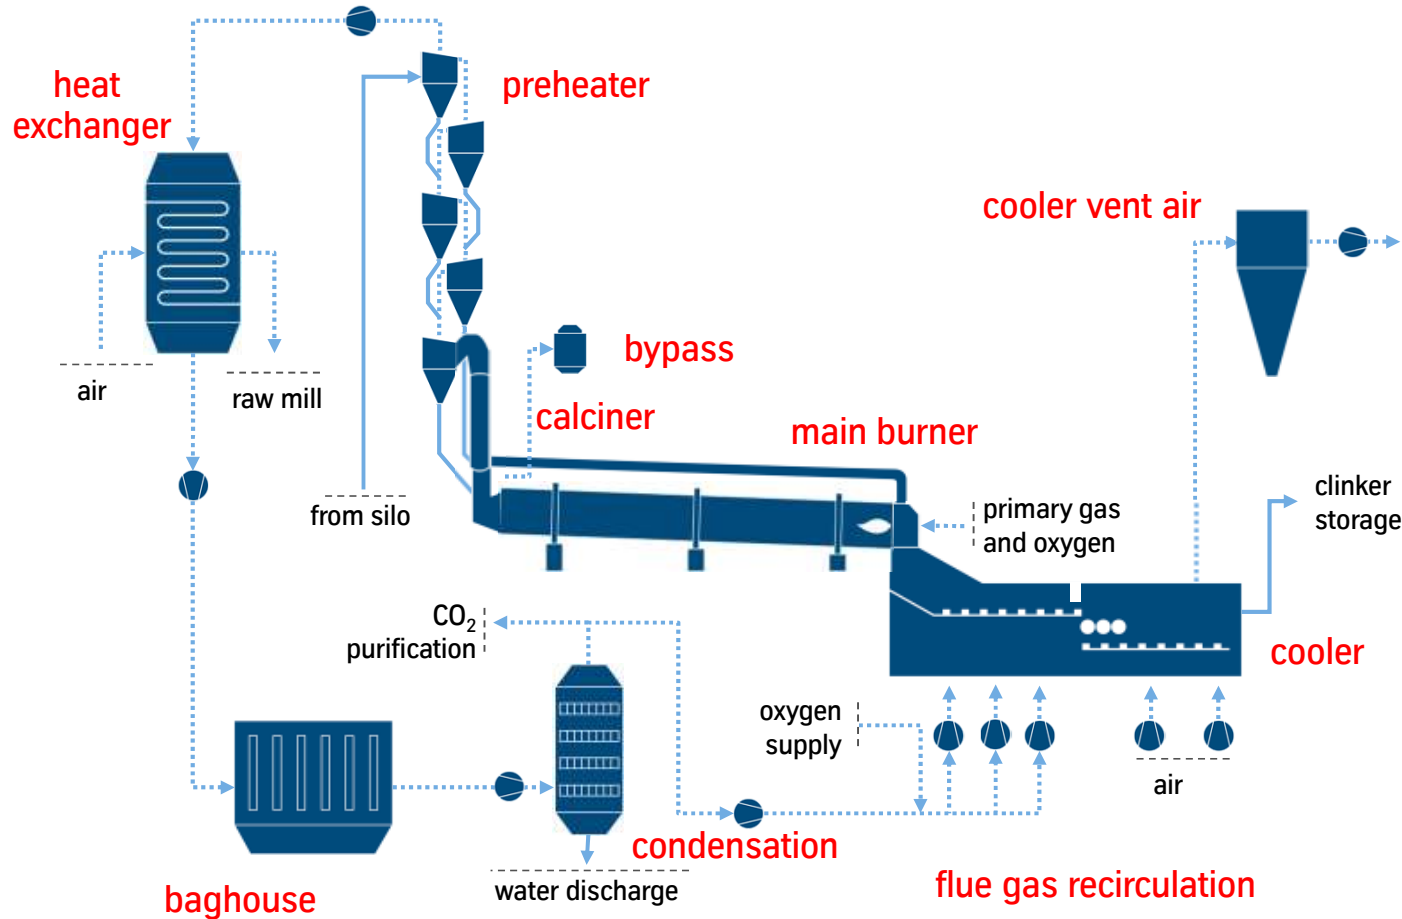 heat
exchanger
preheater
cooler vent air
air
raw mill
bypass
calciner
main burner
from silo
primary gas
and oxygen
clinker
storage
CO₂
purification
cooler
oxygen
supply
air
condensation
water discharge
baghouse
flue gas recirculation